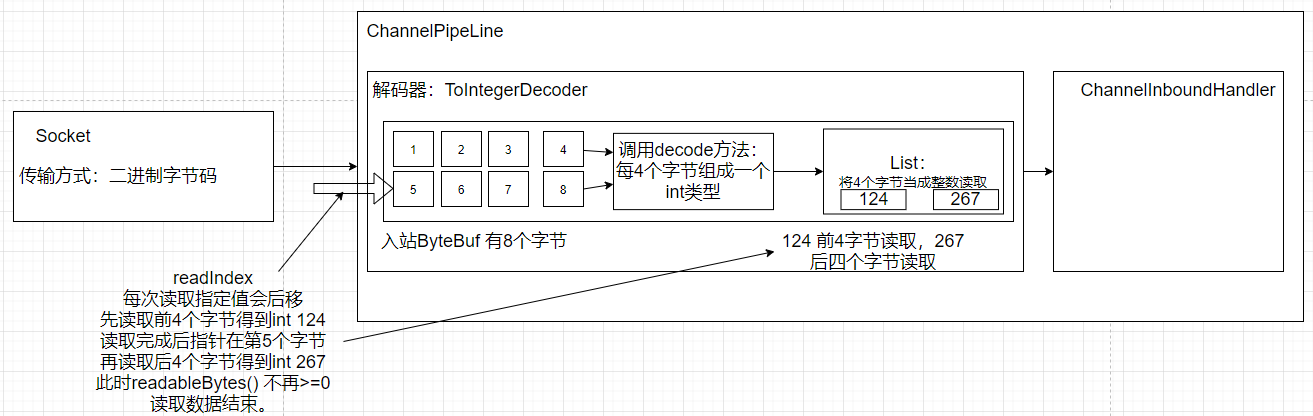 ChannelPipeLine
解码器：ToIntegerDecoder
ChannelInboundHandler
Socket
传输方式：二进制字节码
1 2 3 4
5 6 7 8
调用decode方法：
每4个字节组成一个
int类型
List：
将4个字节当成整数读取
124 267
入站ByteBuf 有8个字节
124 前4字节读取，267
后四个字节读取
readIndex
每次读取指定值会后移
先读取前4个字节得到int 124
读取完成后指针在第5个字节
再读取后4个字节得到int 267
此时readableBytes() 不再>=0
读取数据结束。